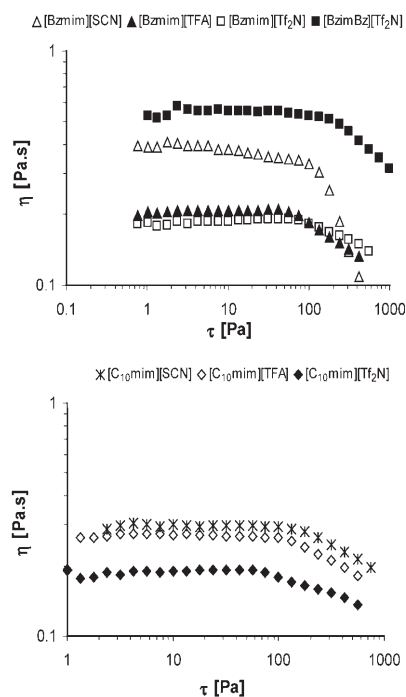 △[Bzmim][SCN] ▲[Bzmim][TFA] □[Bzmim][Tf₂N] ■[BzimBz][Tf₂N]
1
η [Pa.s]
0.1
0.1 1 10 100 1000
τ [Pa]
[C₁₀mim][SCN] ◇[C₁₀mim][TFA] ◆[C₁₀mim][Tf₂N]
1
η [Pa.s]
0.1
1 10 100 1000
τ [Pa]